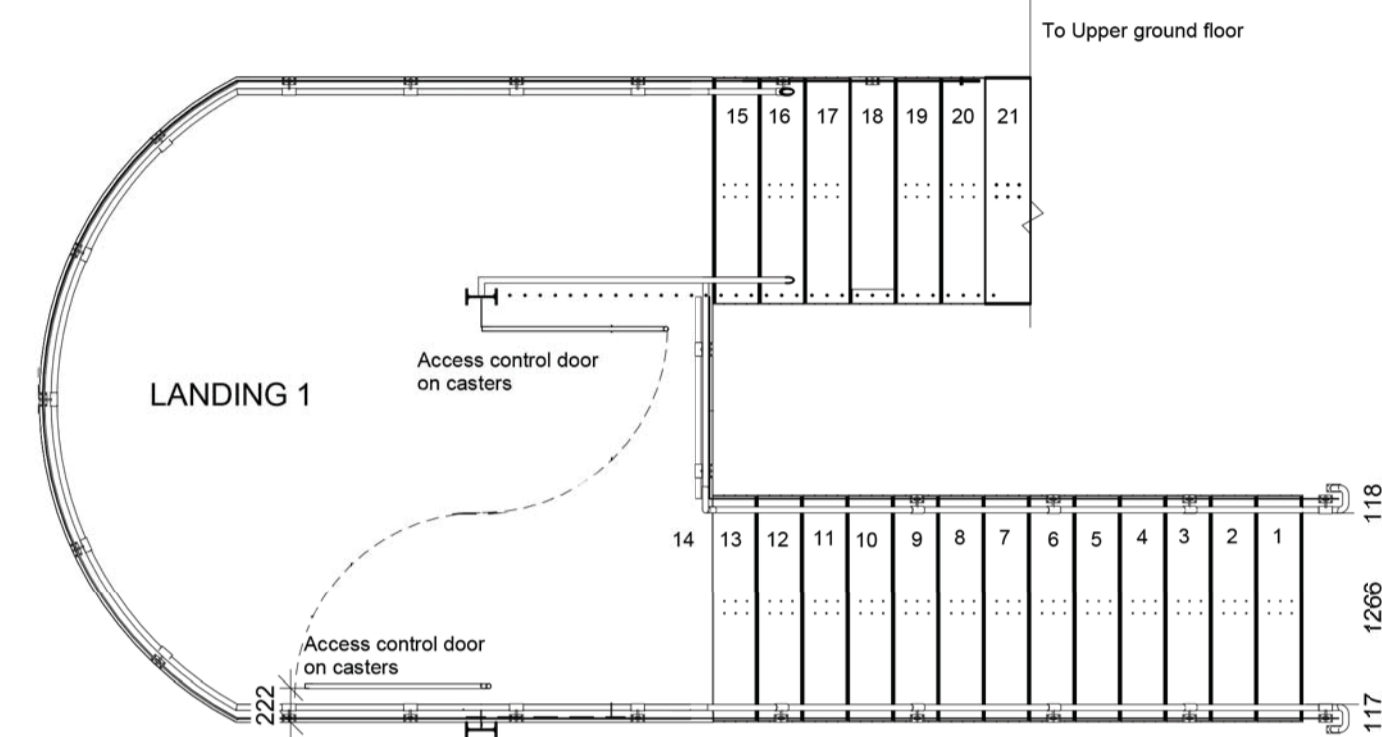 To Upper ground floor
15 16 17 18 19 20 21
Access control door
on casters
LANDING 1
118
14 13 12 11 10 9 8 7 6 5 4 3 2 1
1266
Access control door
on casters
222
117